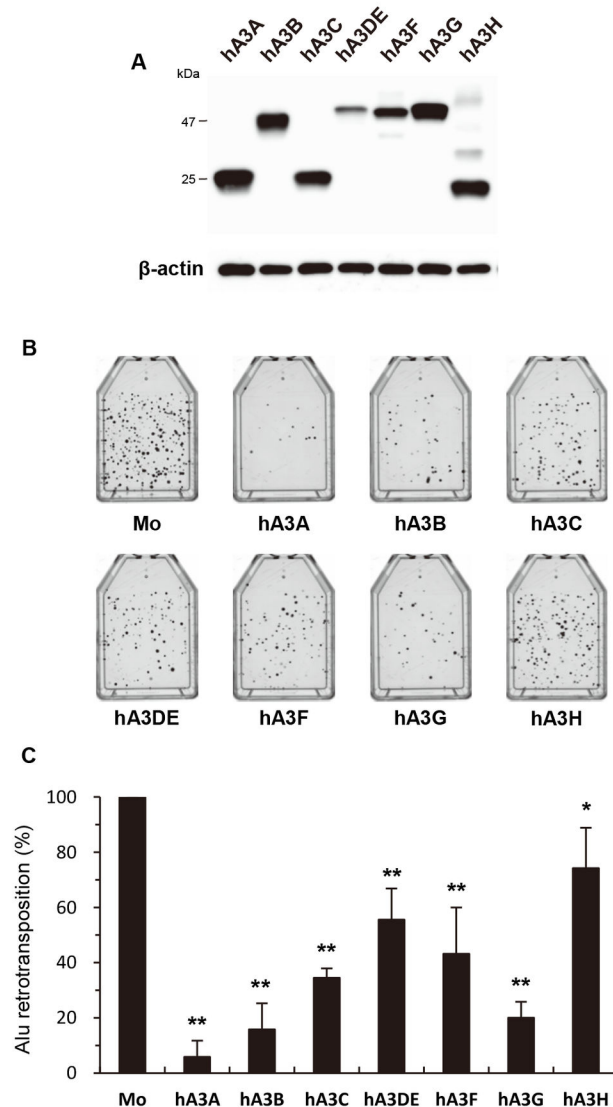 hA3A hA3B hA3C hA3DE hA3F hA3G hA3H
A
kDa
47
25
β-actin
B
Mo hA3A hA3B hA3C
hA3DE hA3F hA3G hA3H
C
Alu retrotransposition (%)
100
80
60
40
20
0
** ** ** ** ** ** *
Mo hA3A hA3B hA3C hA3DE hA3F hA3G hA3H